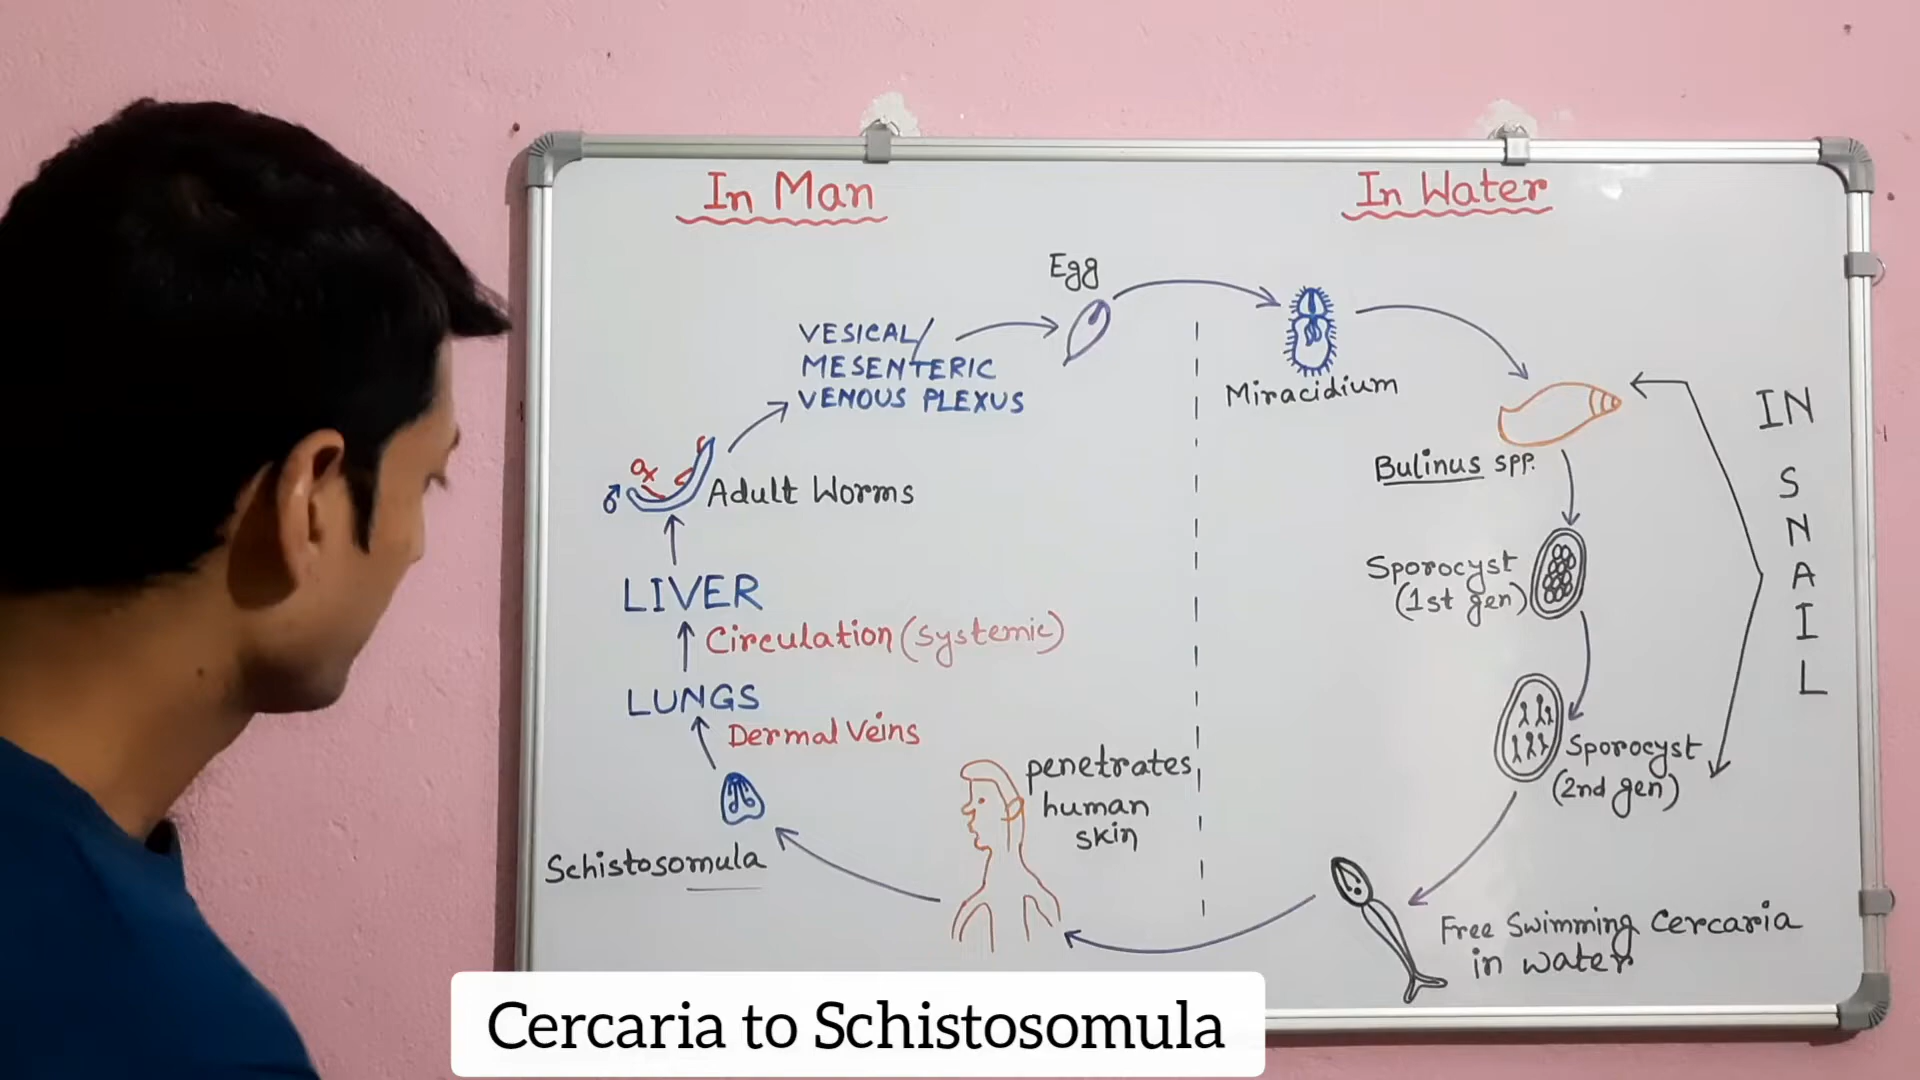 In Man
In Water
Egg
VESICAL/
MESENTERIC
VENOUS PLEXUS
Miracidium
♀
♂
Adult Worms
Bulinus spp.
Sporocyst
(1st gen)
LIVER
Circulation (systemic)
LUNGS
Dermal Veins
Sporocyst
(2nd gen)
IN
S
N
A
I
L
penetrates
human
skin
Schistosomula
Free Swimming Cercaria
in water
Cercaria to Schistosomula